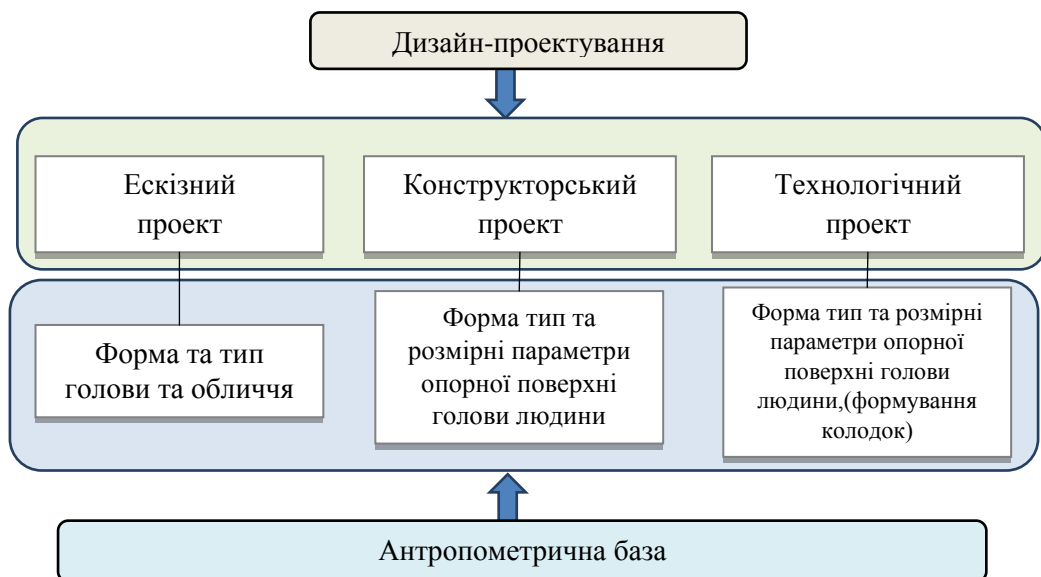 Дизайн-проектування
Ескізний
проект
Конструкторський
проект
Технологічний
проект
Форма та тип
голови та обличчя
Форма тип та
розмірні параметри
опорної поверхні
голови людини
Форма тип та розмірні
параметри опорної
поверхні голови
людини,(формування
колодок)
Антропометрична база